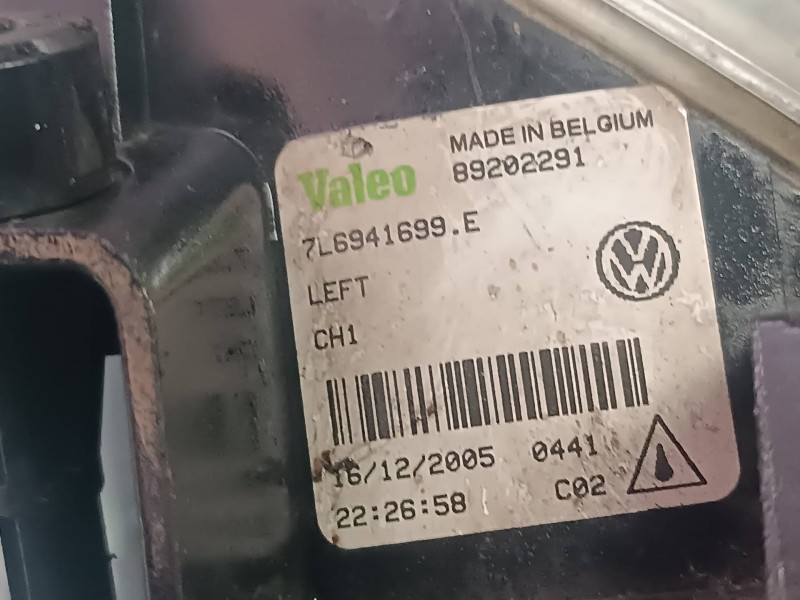 Valeo
MADE IN BELGIUM
89202291
7L6941699.E
LEFT
CH1
16/12/2005 0441
22:26:58 C02